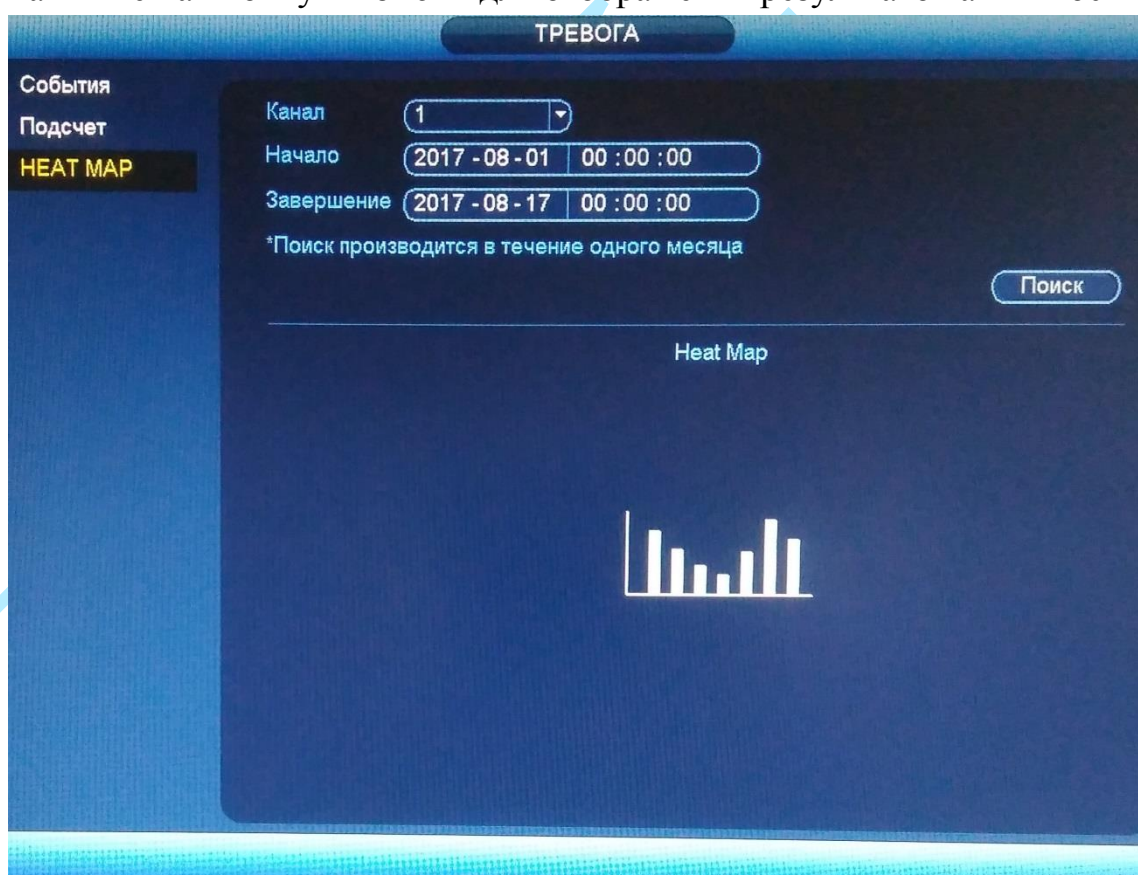 ТРЕВОГА
События
Подсчет
HEAT MAP
Канал 1
Начало 2017 - 08 - 01 00 : 00 : 00
Завершение 2017 - 08 - 17 00 : 00 : 00
*Поиск производится в течение одного месяца
Поиск
Heat Map